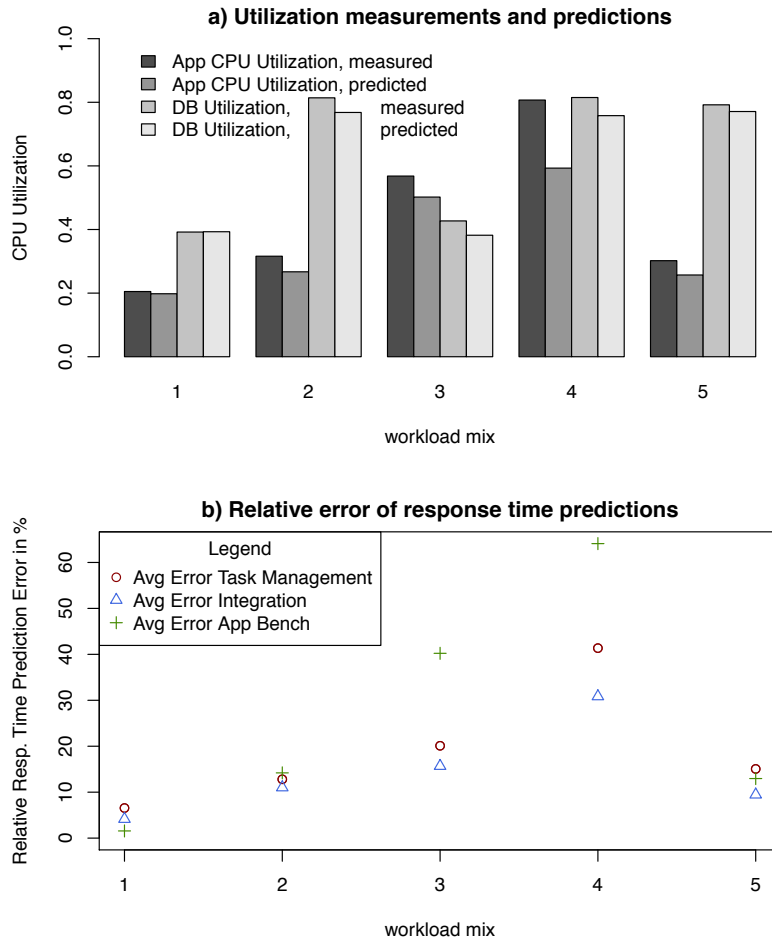 a) Utilization measurements and predictions
1.0
0.8
0.6
0.4
0.2
0.0
CPU Utilization
App CPU Utilization, measured
App CPU Utilization, predicted
DB Utilization, measured
DB Utilization, predicted
1 2 3 4 5
workload mix
b) Relative error of response time predictions
60
50
40
30
20
10
0
Relative Resp. Time Prediction Error in %
Legend
Avg Error Task Management
Avg Error Integration
Avg Error App Bench
1 2 3 4 5
workload mix